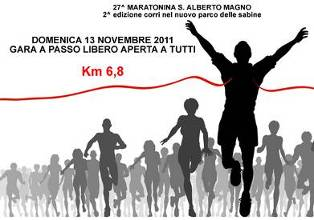 27^ MARATONINA S. ALBERTO MAGNO
2^ edizione corri nel nuovo parco delle sabine
DOMENICA 13 NOVEMBRE 2011
GARA A PASSO LIBERO APERTA A TUTTI
Km 6,8